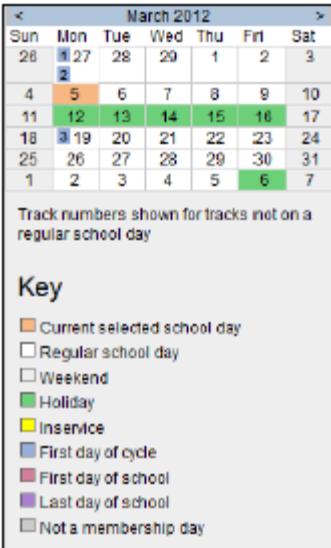 < March 2012 >
Sun Mon Tue Wed Thu Fri Sat
26 1 27 28 29 1 2 3
2
4 5 6 7 8 9 10
11 12 13 14 15 16 17
18 3 19 20 21 22 23 24
25 26 27 28 29 30 31
1 2 3 4 5 6 7
Track numbers shown for tracks not on a
regular school day
Key
Current selected school day
Regular school day
Weekend
Holiday
Inservice
First day of cycle
First day of school
Last day of school
Not a membership day